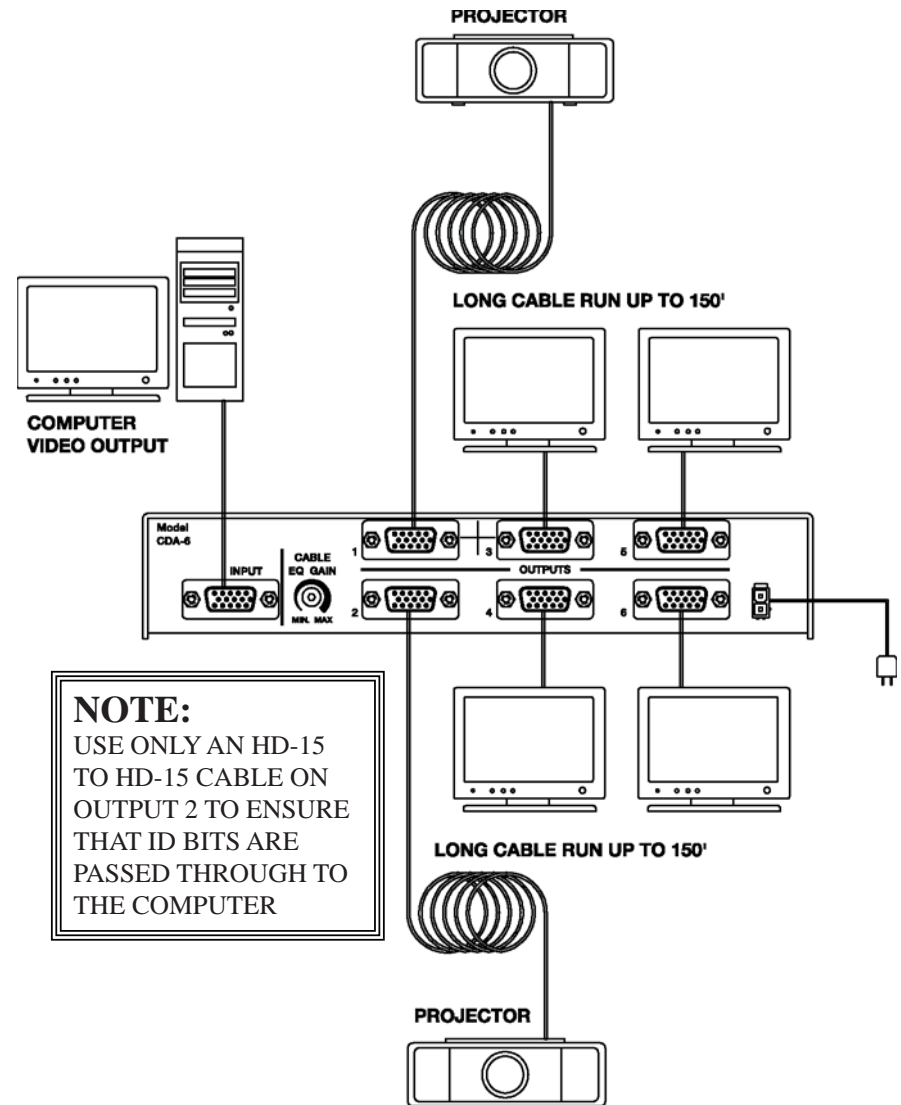 PROJECTOR
LONG CABLE RUN UP TO 150'
COMPUTER
VIDEO OUTPUT
Model
CDA-6
INPUT
CABLE
EQ GAIN
MIN. MAX
1
3
5
OUTPUTS
2
4
6
NOTE:
USE ONLY AN HD-15
TO HD-15 CABLE ON
OUTPUT 2 TO ENSURE
THAT ID BITS ARE
PASSED THROUGH TO
THE COMPUTER
LONG CABLE RUN UP TO 150'
PROJECTOR